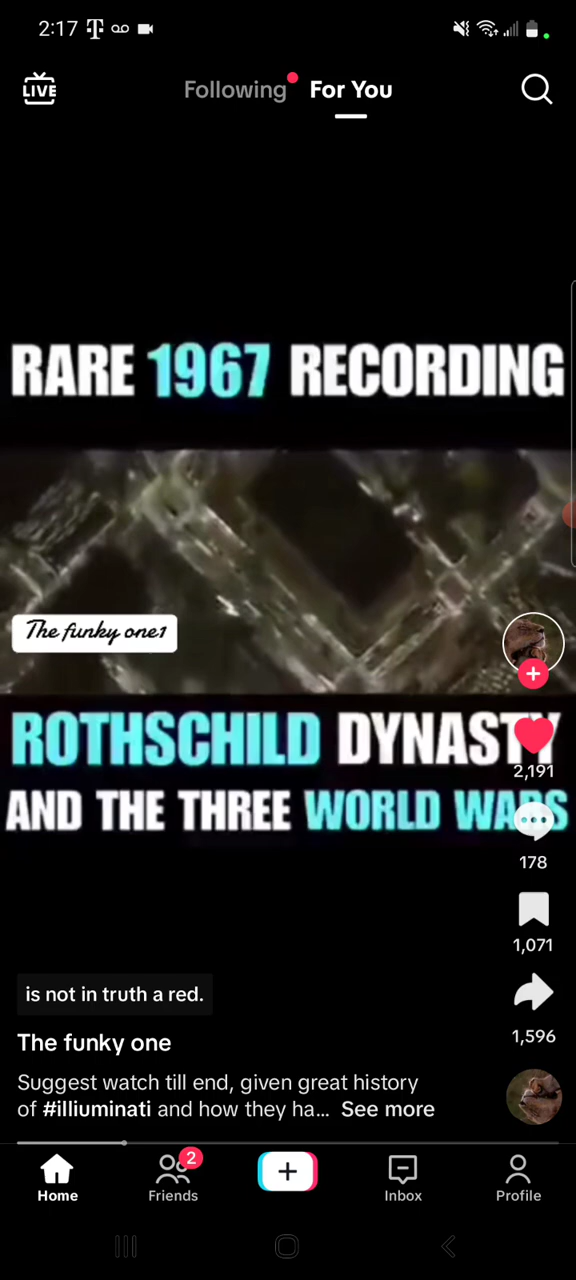 2:17
LIVE
Following
For You
RARE 1967 RECORDING
The funky one1
ROTHSCHILD DYNASTY
AND THE THREE WORLD WARS
2,191
178
1,071
1,596
is not in truth a red.
The funky one
Suggest watch till end, given great history
of #illiuminati and how they ha... See more
2
Home
Friends
Inbox
Profile